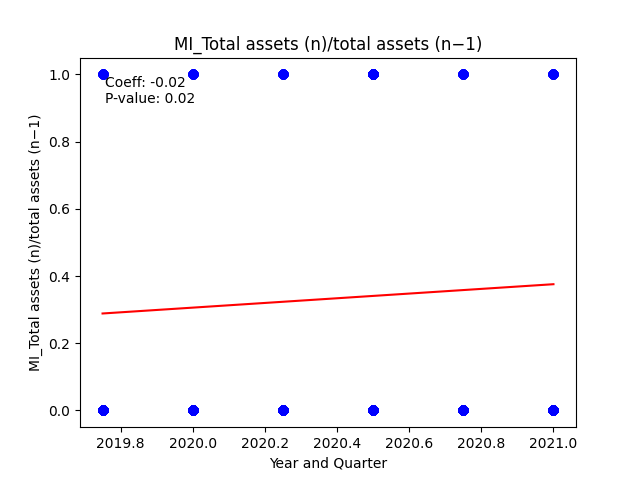 MI_Total assets (n)/total assets (n−1)
1.0
Coeff: -0.02
P-value: 0.02
0.8
0.6
0.4
0.2
0.0
MI_Total assets (n)/total assets (n−1)
2019.8 2020.0 2020.2 2020.4 2020.6 2020.8 2021.0
Year and Quarter